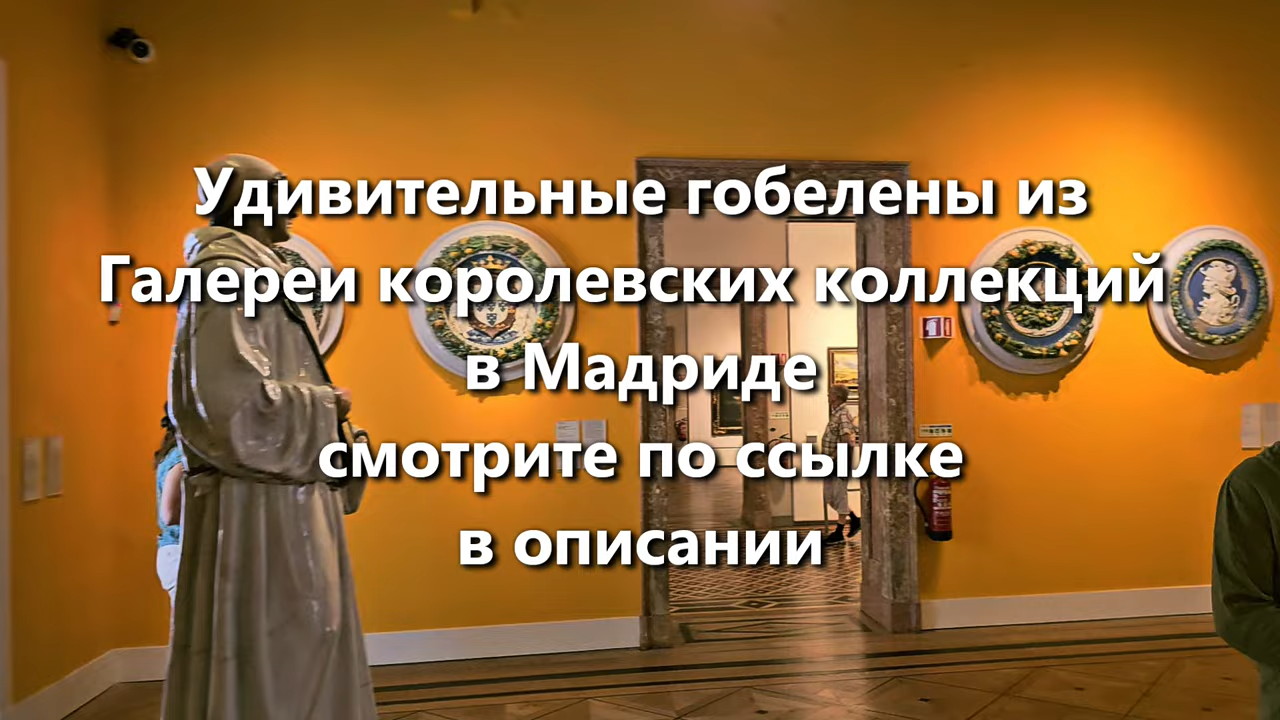 Удивительные гобелены из
Галереи королевских коллекций
в Мадриде
смотрите по ссылке
в описании